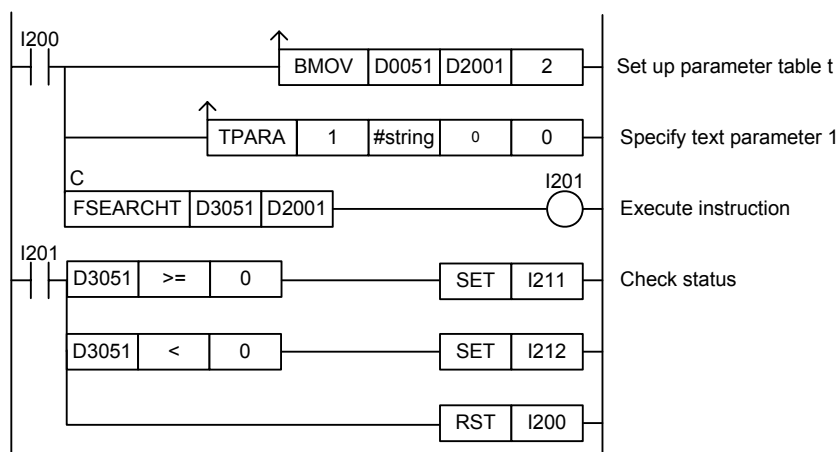 I200
BMOV D0051 D2001 2 Set up parameter table t
TPARA 1 #string 0 0 Specify text parameter 1
C I201
FSEARCHT D3051 D2001 Execute instruction
I201
D3051 >= 0 SET I211 Check status
D3051 < 0 SET I212
RST I200